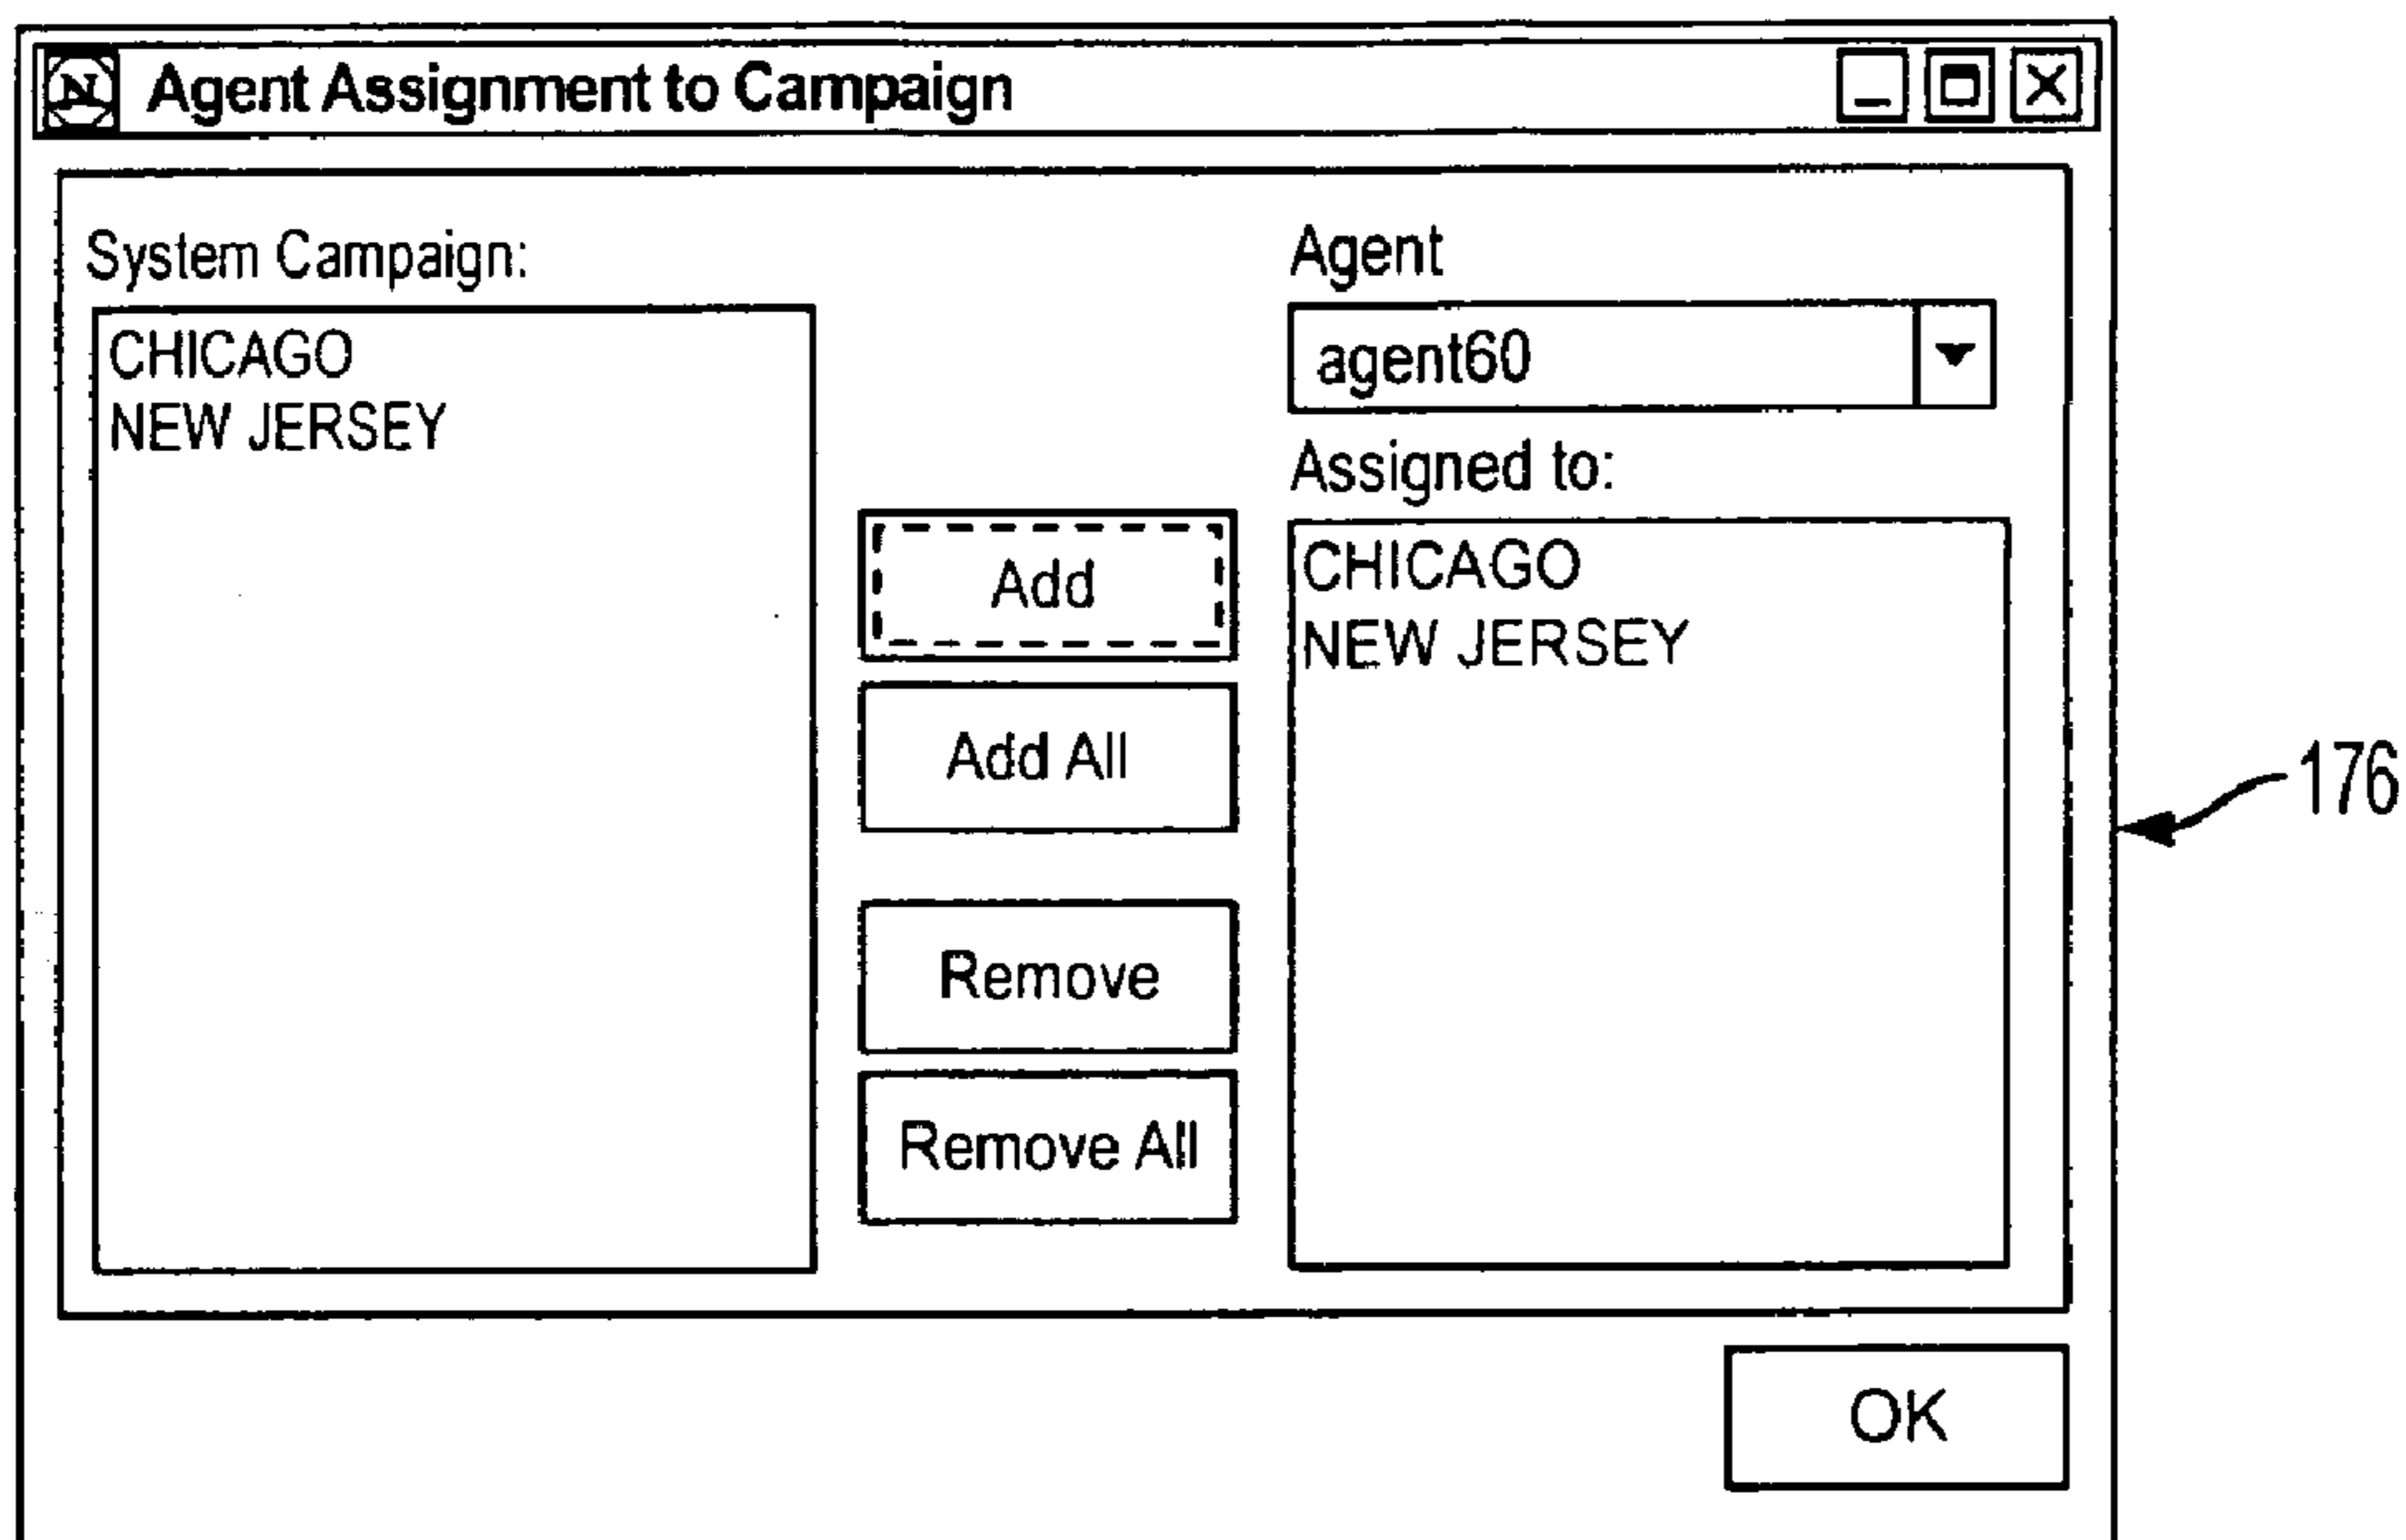 Agent Assignment to Campaign
System Campaign:
CHICAGO
NEW JERSEY
Add
Add All
Remove
Remove All
Agent
agent60
Assigned to:
CHICAGO
NEW JERSEY
176
OK